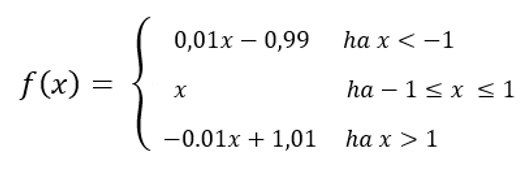 0,01x − 0,99 ha x < −1
f(x) = { x ha − 1 ≤ x ≤ 1
−0.01x + 1,01 ha x > 1